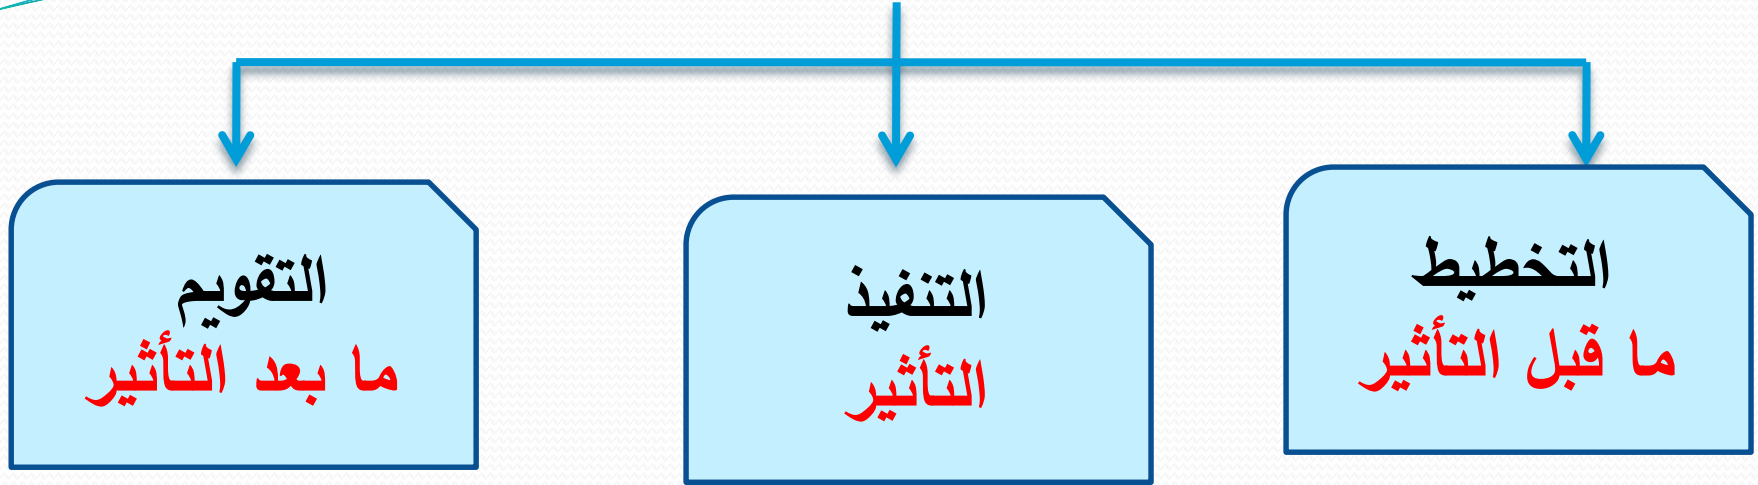 التخطيط
ما قبل التأثير
التنفيذ
التأثير
التقويم
ما بعد التأثير